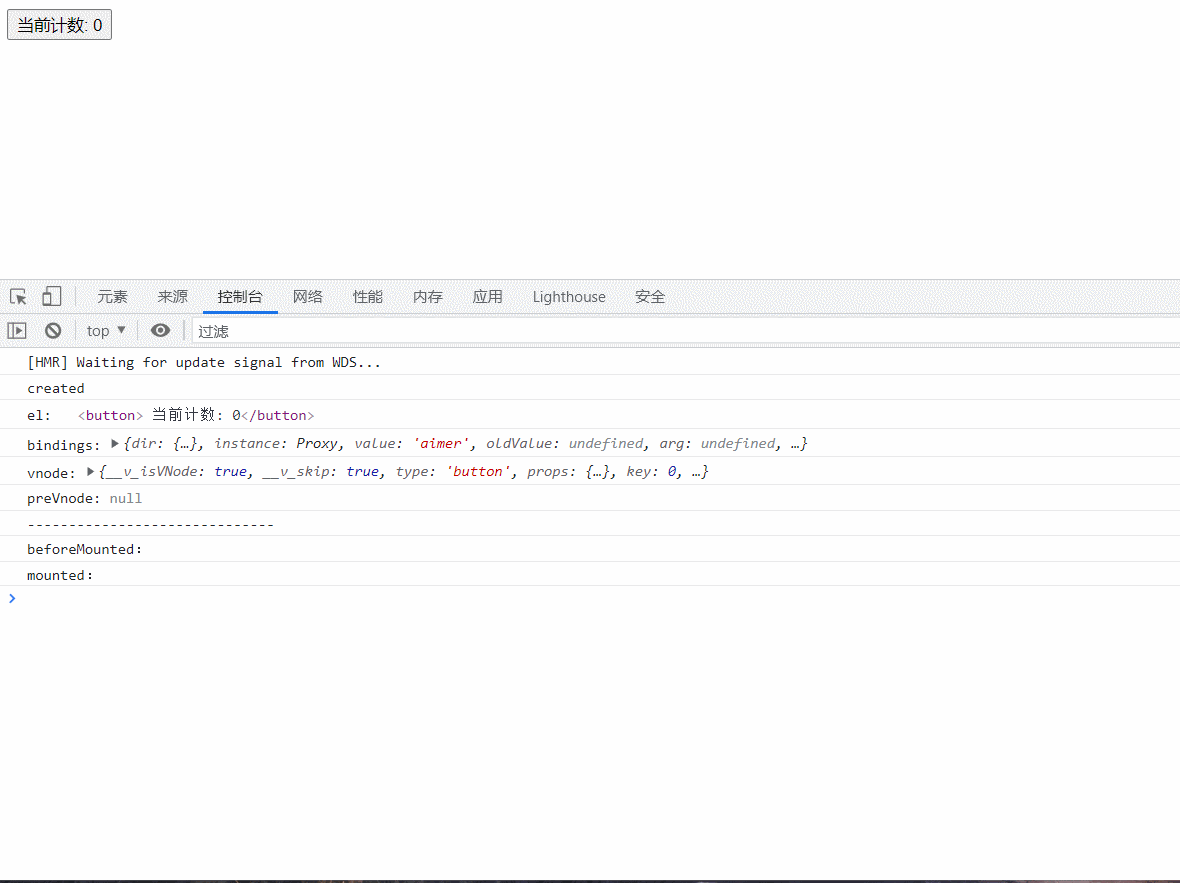 当前计数: 0
元素 来源 控制台 网络 性能 内存 应用 Lighthouse 安全
top ▼ 过滤
[HMR] Waiting for update signal from WDS...
created
el: <button> 当前计数: 0</button>
bindings: ▶{dir: {…}, instance: Proxy, value: 'aimer', oldValue: undefined, arg: undefined, …}
vnode: ▶{__v_isVNode: true, __v_skip: true, type: 'button', props: {…}, key: 0, …}
preVnode: null
------------------------------
beforeMounted:
mounted: